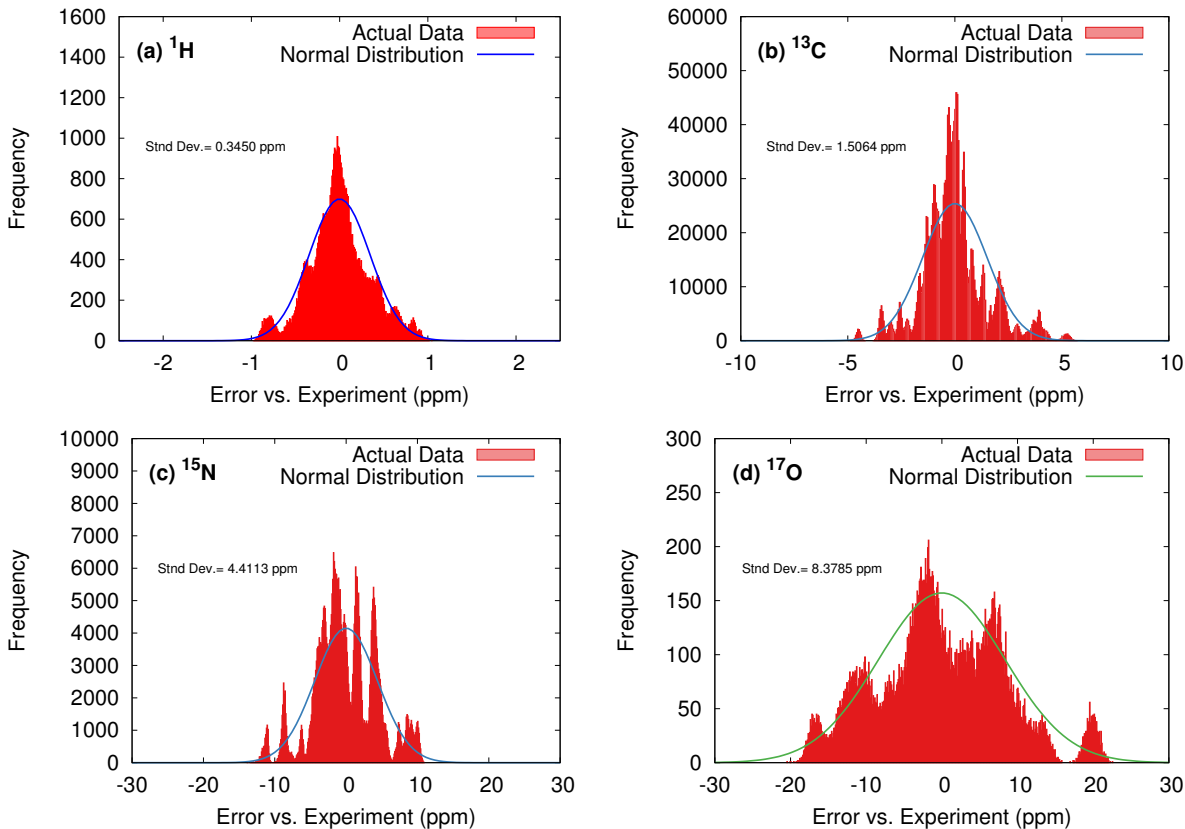 (a) ¹H
Actual Data
Normal Distribution
Stnd Dev.= 0.3450 ppm
Frequency
0
200
400
600
800
1000
1200
1400
1600
-2
-1
0
1
2
Error vs. Experiment (ppm)
(b) ¹³C
Actual Data
Normal Distribution
Stnd Dev.= 1.5064 ppm
Frequency
0
10000
20000
30000
40000
50000
60000
-10
-5
0
5
10
Error vs. Experiment (ppm)
(c) ¹⁵N
Actual Data
Normal Distribution
Stnd Dev.= 4.4113 ppm
Frequency
0
1000
2000
3000
4000
5000
6000
7000
8000
9000
10000
-30
-20
-10
0
10
20
30
Error vs. Experiment (ppm)
(d) ¹⁷O
Actual Data
Normal Distribution
Stnd Dev.= 8.3785 ppm
Frequency
0
50
100
150
200
250
300
-30
-20
-10
0
10
20
30
Error vs. Experiment (ppm)